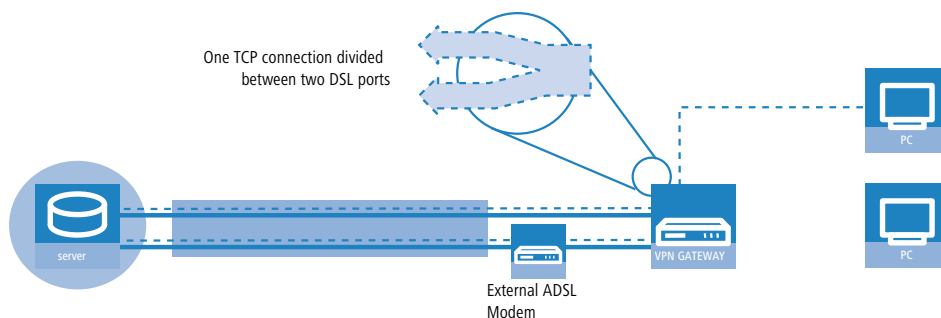 One TCP connection divided
between two DSL ports
PC
server
VPN GATEWAY
PC
External ADSL
Modem